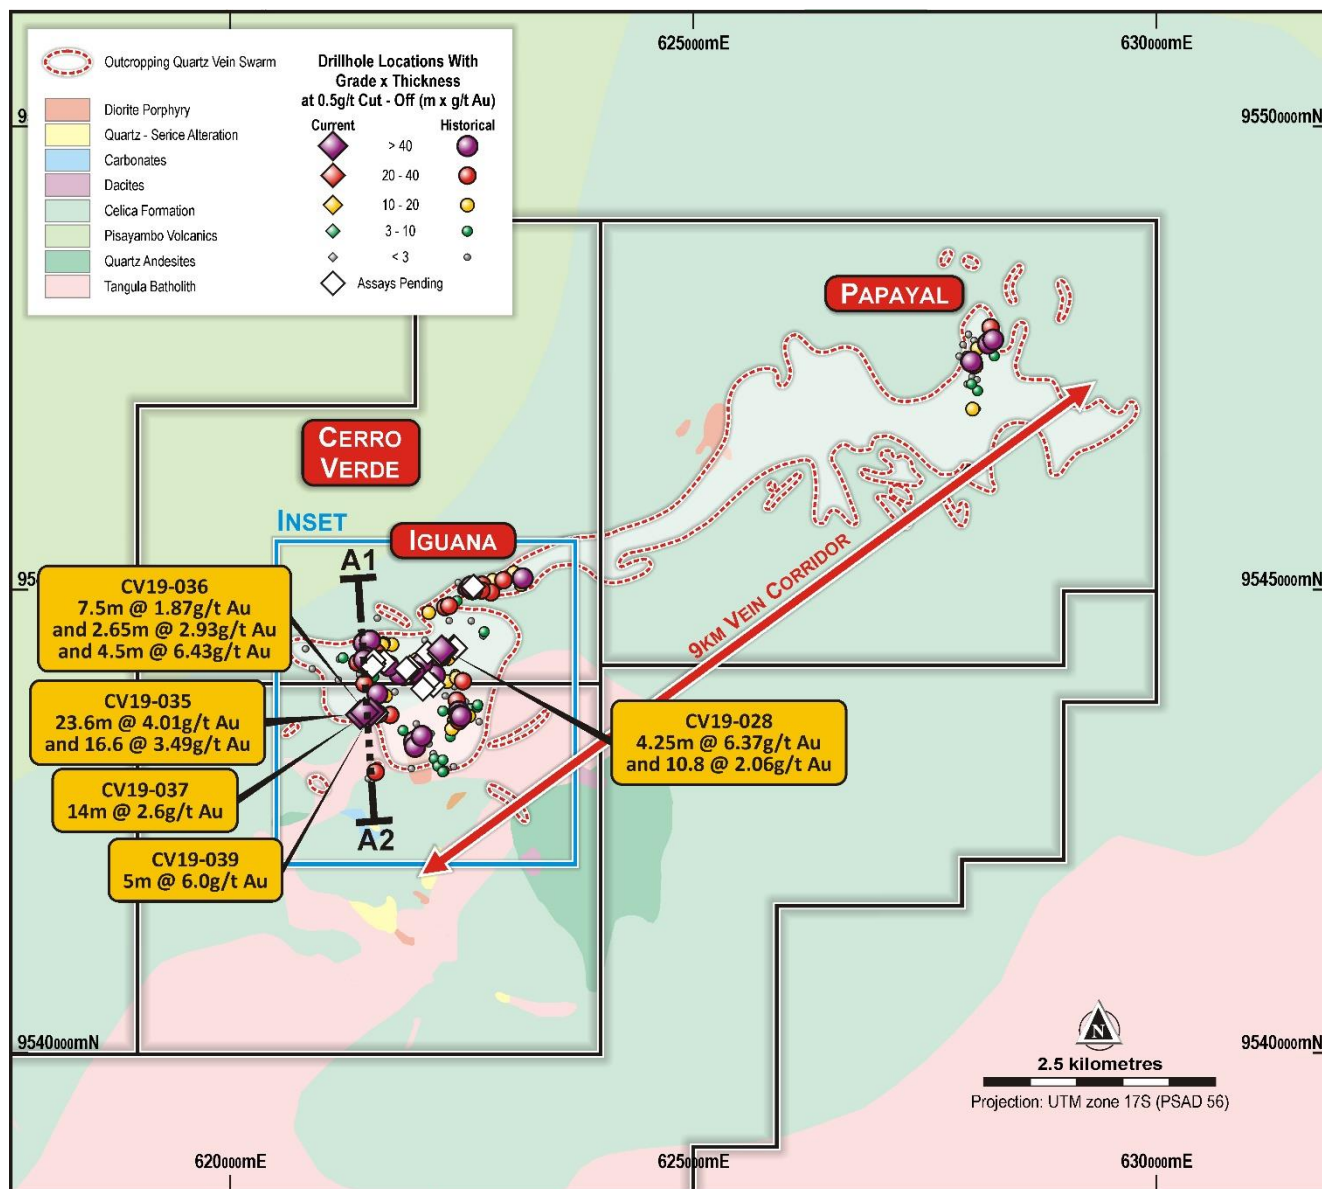 625000mE
630000mE
Outcropping Quartz Vein Swarm
Diorite Porphyry
Quartz - Serice Alteration
Carbonates
Dacites
Celica Formation
Pisayambo Volcanics
Quartz Andesites
Tangula Batholith
Drillhole Locations With
Grade x Thickness
at 0.5g/t Cut - Off (m x g/t Au)
Current
Historical
> 40
20 - 40
10 - 20
3 - 10
< 3
Assays Pending
9550000mN
PAPAYAL
CERRO
VERDE
INSET
IGUANA
A1
9545000mN
9KM VEIN CORRIDOR
CV19-036
7.5m @ 1.87g/t Au
and 2.65m @ 2.93g/t Au
and 4.5m @ 6.43g/t Au
CV19-035
23.6m @ 4.01g/t Au
and 16.6 @ 3.49g/t Au
CV19-028
4.25m @ 6.37g/t Au
and 10.8 @ 2.06g/t Au
CV19-037
14m @ 2.6g/t Au
A2
CV19-039
5m @ 6.0g/t Au
9540000mN
9540000mN
N
2.5 kilometres
Projection: UTM zone 17S (PSAD 56)
620000mE
625000mE
630000mE